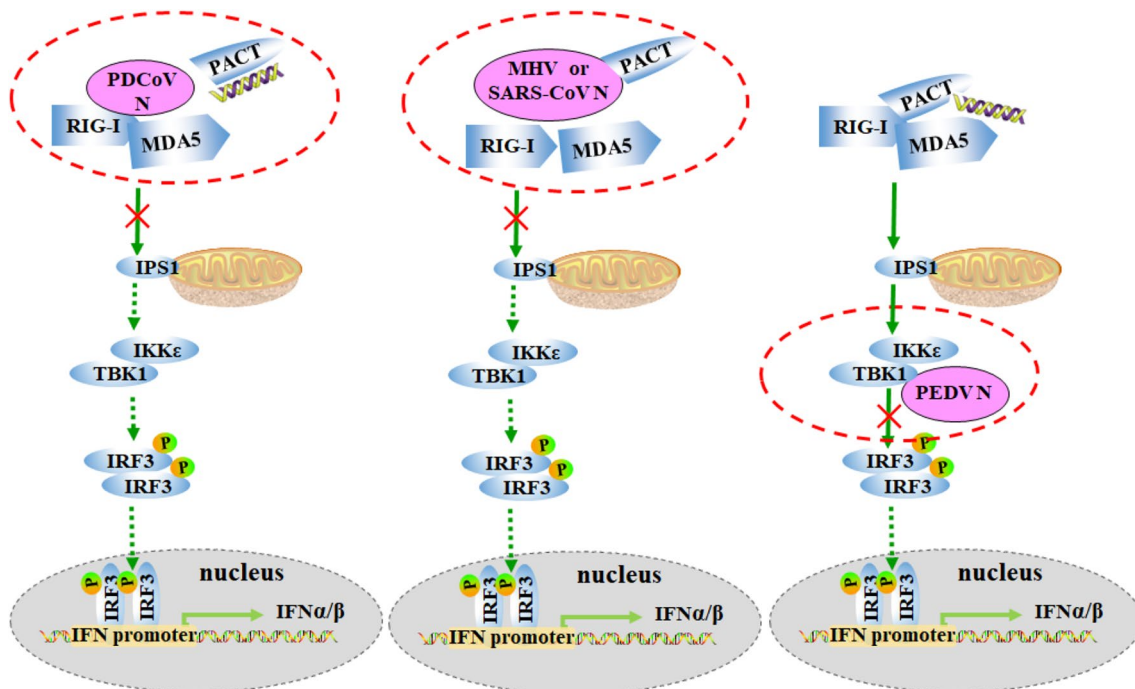 PACT
PDCoV
N
RIG-I
MDA5
IPS1
IKKε
TBK1
P
IRF3
P
IRF3
nucleus
P
IRF3
P
IRF3
IFNα/β
IFN promoter
MHV or
SARS-CoV N
PACT
RIG-I
MDA5
IPS1
IKKε
TBK1
P
IRF3
P
IRF3
nucleus
P
IRF3
P
IRF3
IFNα/β
IFN promoter
PACT
RIG-I
MDA5
IPS1
IKKε
TBK1
PEDV N
P
IRF3
P
IRF3
nucleus
P
IRF3
P
IRF3
IFNα/β
IFN promoter